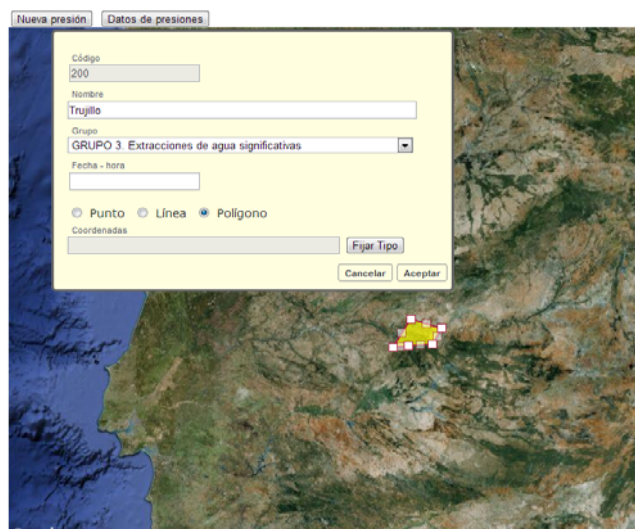 Nueva presión Datos de presiones
Código
200
Nombre
Trujillo
Grupo
GRUPO 3. Extracciones de agua significativas
Fecha - hora
Punto Línea Polígono
Coordenadas
Fijar Tipo
Cancelar Aceptar